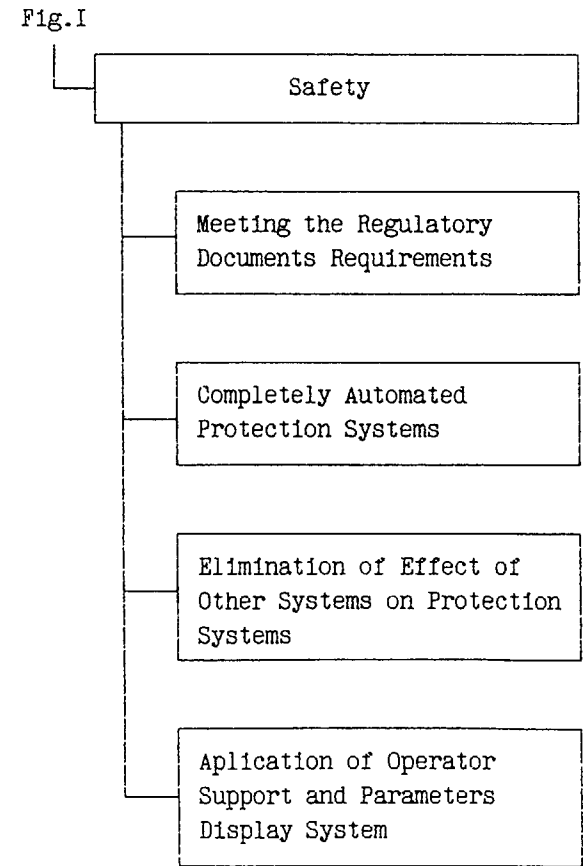 Fig.I
Safety
Meeting the Regulatory
Documents Requirements
Completely Automated
Protection Systems
Elimination of Effect of
Other Systems on Protection
Systems
Aplication of Operator
Support and Parameters
Display System